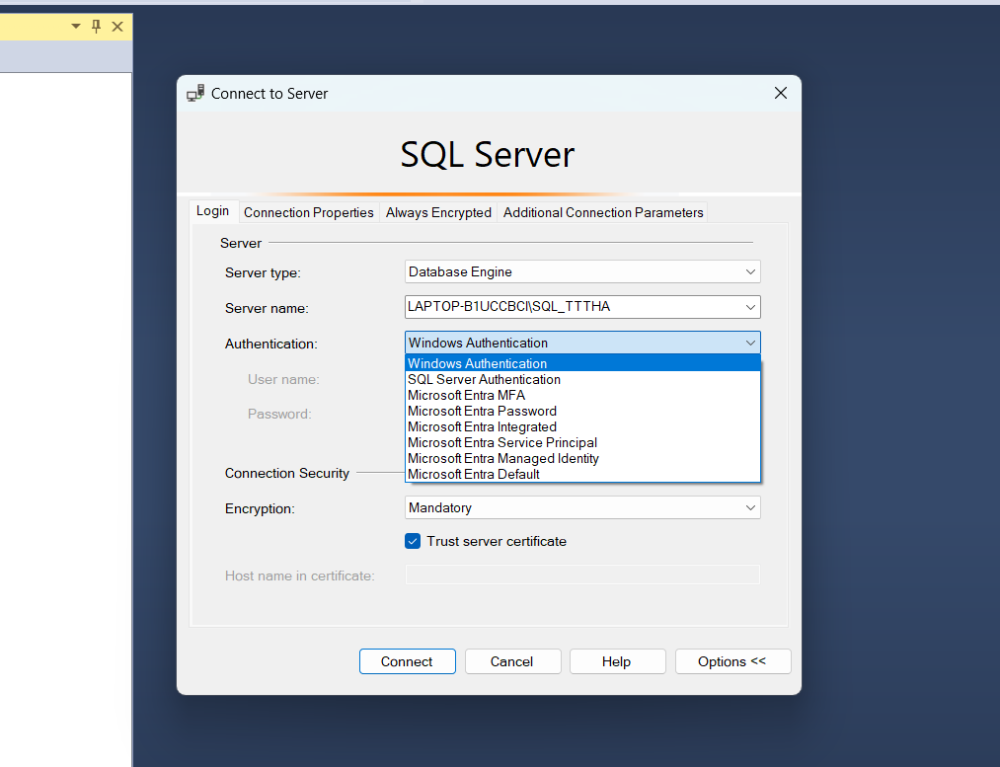 Connect to Server
SQL Server
Login Connection Properties Always Encrypted Additional Connection Parameters
Server
Server type: Database Engine
Server name: LAPTOP-B1UCCBCI\SQL_TTTHA
Authentication: Windows Authentication
Windows Authentication
User name: SQL Server Authentication
Microsoft Entra MFA
Password: Microsoft Entra Password
Microsoft Entra Integrated
Microsoft Entra Service Principal
Microsoft Entra Managed Identity
Connection Security Microsoft Entra Default
Encryption: Mandatory
Trust server certificate
Host name in certificate:
Connect Cancel Help Options <<